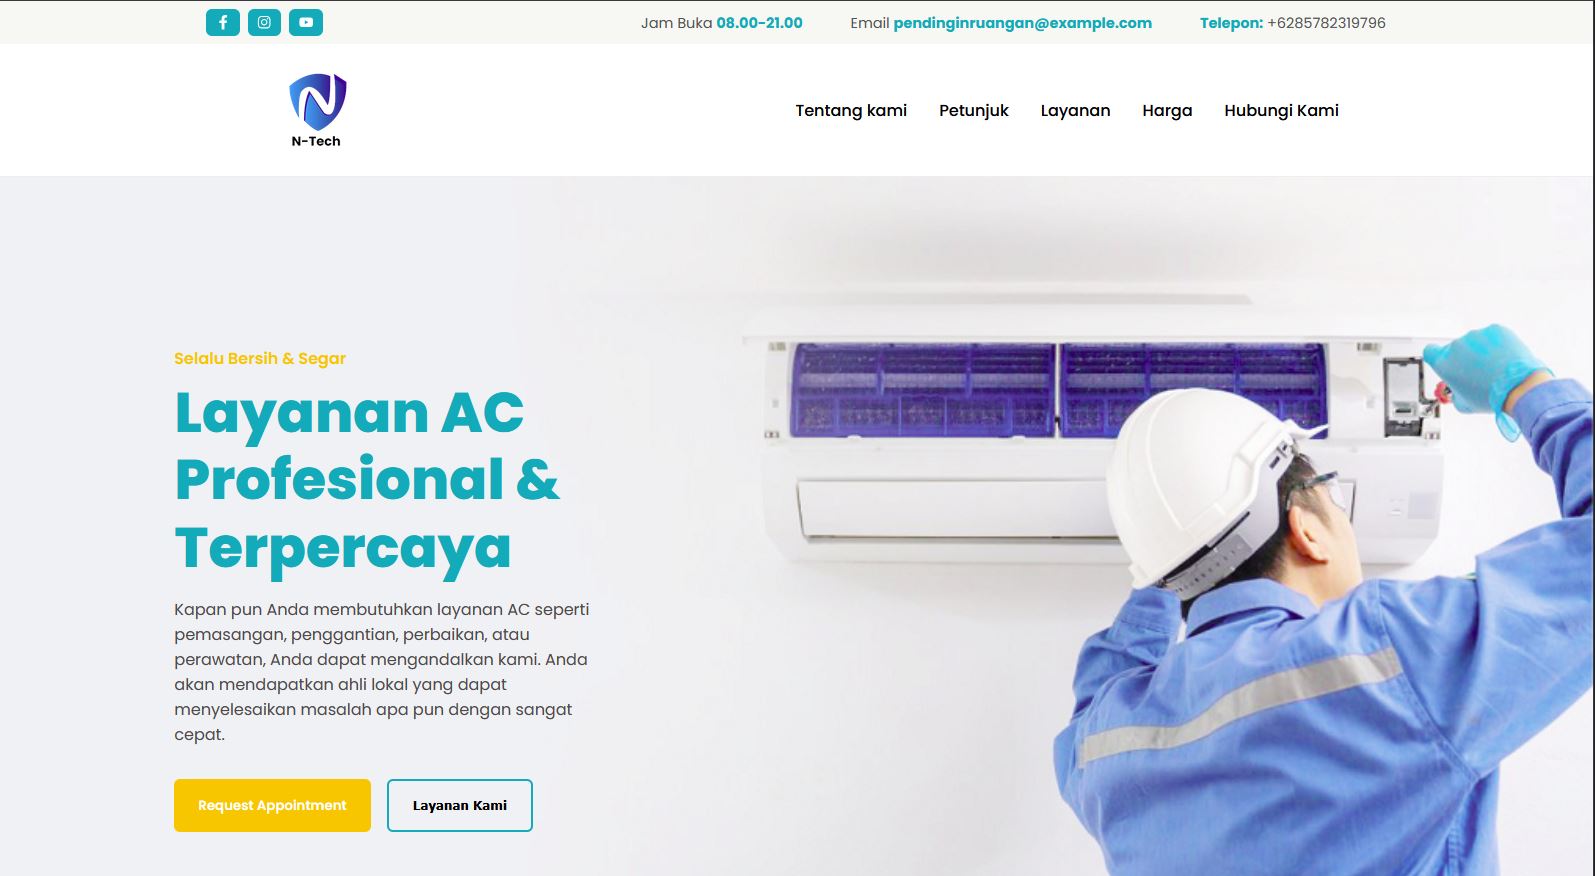 Jam Buka 08.00-21.00 Email pendinginruangan@example.com Telepon: +6285782319796
N-Tech
Tentang kami Petunjuk Layanan Harga Hubungi Kami
Selalu Bersih & Segar
Layanan AC
Profesional &
Terpercaya
Kapan pun Anda membutuhkan layanan AC seperti
pemasangan, penggantian, perbaikan, atau
perawatan, Anda dapat mengandalkan kami. Anda
akan mendapatkan ahli lokal yang dapat
menyelesaikan masalah apa pun dengan sangat
cepat.
Request Appointment Layanan Kami